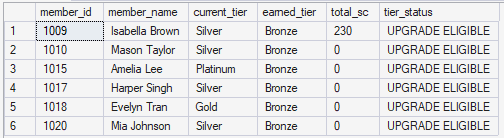 member_id member_name current_tier earned_tier total_sc tier_status
1 1009 Isabella Brown Silver Bronze 230 UPGRADE ELIGIBLE
2 1010 Mason Taylor Silver Bronze 0 UPGRADE ELIGIBLE
3 1015 Amelia Lee Platinum Bronze 0 UPGRADE ELIGIBLE
4 1017 Harper Singh Silver Bronze 0 UPGRADE ELIGIBLE
5 1018 Evelyn Tran Gold Bronze 0 UPGRADE ELIGIBLE
6 1020 Mia Johnson Silver Bronze 0 UPGRADE ELIGIBLE